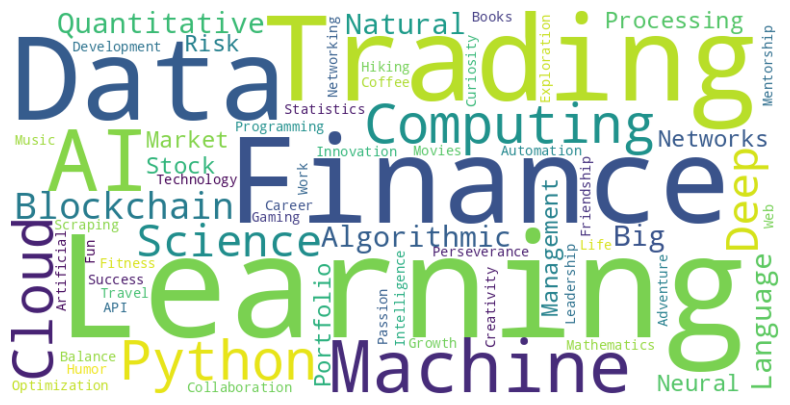 Quantitative
Natural
Books
Processing
Development
Risk
Networking
Trading
Data
Hiking
Coffee
Curiosity
Exploration
Mentorship
Statistics
Programming
Computing
Music
AI
Market
Stock
Technology
Innovation
Movies
Automation
Networks
Finance
Work
Career
Gaming
Blockchain
Friendship
Deep
Web
Scraping
Cloud
Artificial
Fun
Science
Algorithmic
Management
Big
Life
Perseverance
Leadership
Adventure
Language
Fitness
Success
Travel
API
Learning
Portfolio
Passion
Intelligence
Growth
Creativity
Mathematics
Balance
Humor
Optimization
Python
Collaboration
Machine
Neural